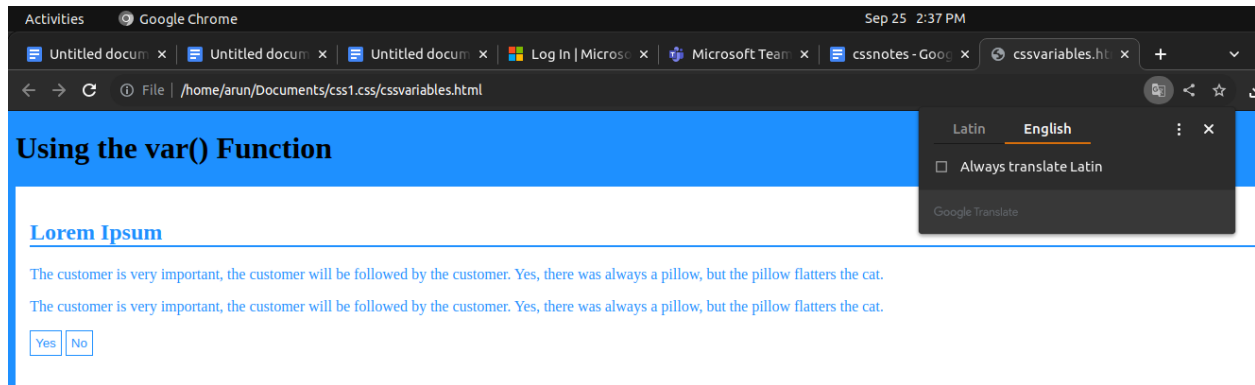 Activities Google Chrome Sep 25 2:37 PM
Untitled docum Untitled docum Untitled docum Log In | Microso Microsoft Team cssnotes - Goog cssvariables.ht
File /home/arun/Documents/css1.css/cssvariables.html
Using the var() Function
Latin English
Always translate Latin
Google Translate
Lorem Ipsum
The customer is very important, the customer will be followed by the customer. Yes, there was always a pillow, but the pillow flatters the cat.
The customer is very important, the customer will be followed by the customer. Yes, there was always a pillow, but the pillow flatters the cat.
Yes No